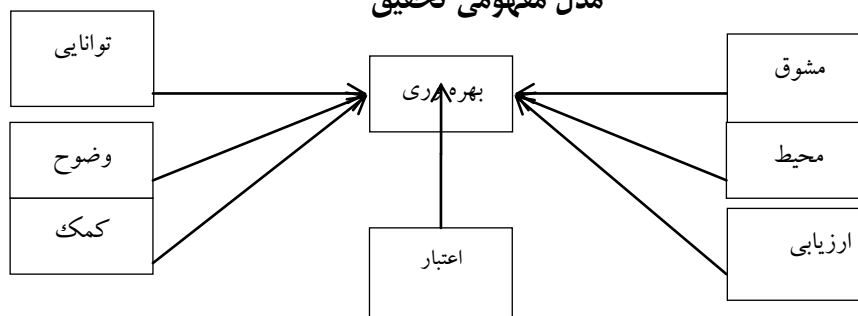 مدل مفهومی تحقیق
توانایی
بهره وری
مشوق
وضوح
محیط
کمک
اعتبار
ارزیابی